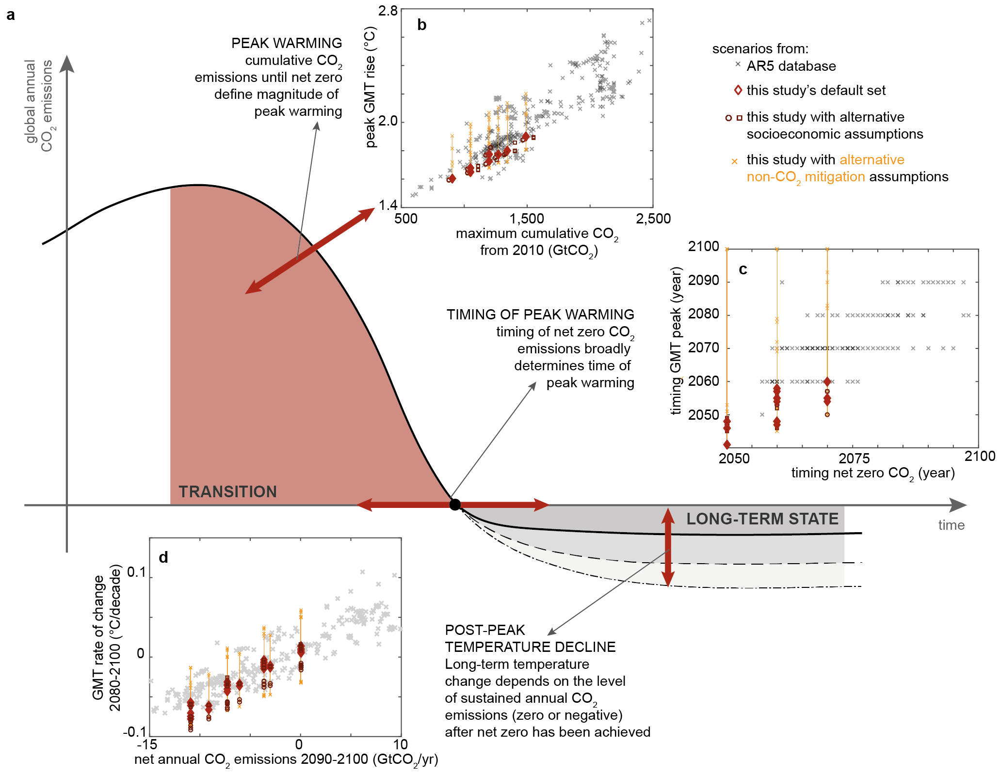 a
global annual
CO2 emissions
PEAK WARMING
cumulative CO2
emissions until net zero
define magnitude of
peak warming
b
peak GMT rise (°C)
2.8
2.0
1.4
500
1,500
2,500
maximum cumulative CO2
from 2010 (GtCO2)
scenarios from:
AR5 database
this study's default set
this study with alternative
socioeconomic assumptions
this study with alternative
non-CO2 mitigation assumptions
c
timing GMT peak (year)
2100
2090
2080
2070
2060
2050
2050
2075
2100
timing net zero CO2 (year)
TIMING OF PEAK WARMING
timing of net zero CO2
emissions broadly
determines time of
peak warming
TRANSITION
LONG-TERM STATE
time
d
GMT rate of change
2080-2100 (°C/decade)
0.1
0
-0.1
-15
0
10
net annual CO2 emissions 2090-2100 (GtCO2/yr)
POST-PEAK
TEMPERATURE DECLINE
Long-term temperature
change depends on the level
of sustained annual CO2
emissions (zero or negative)
after net zero has been achieved